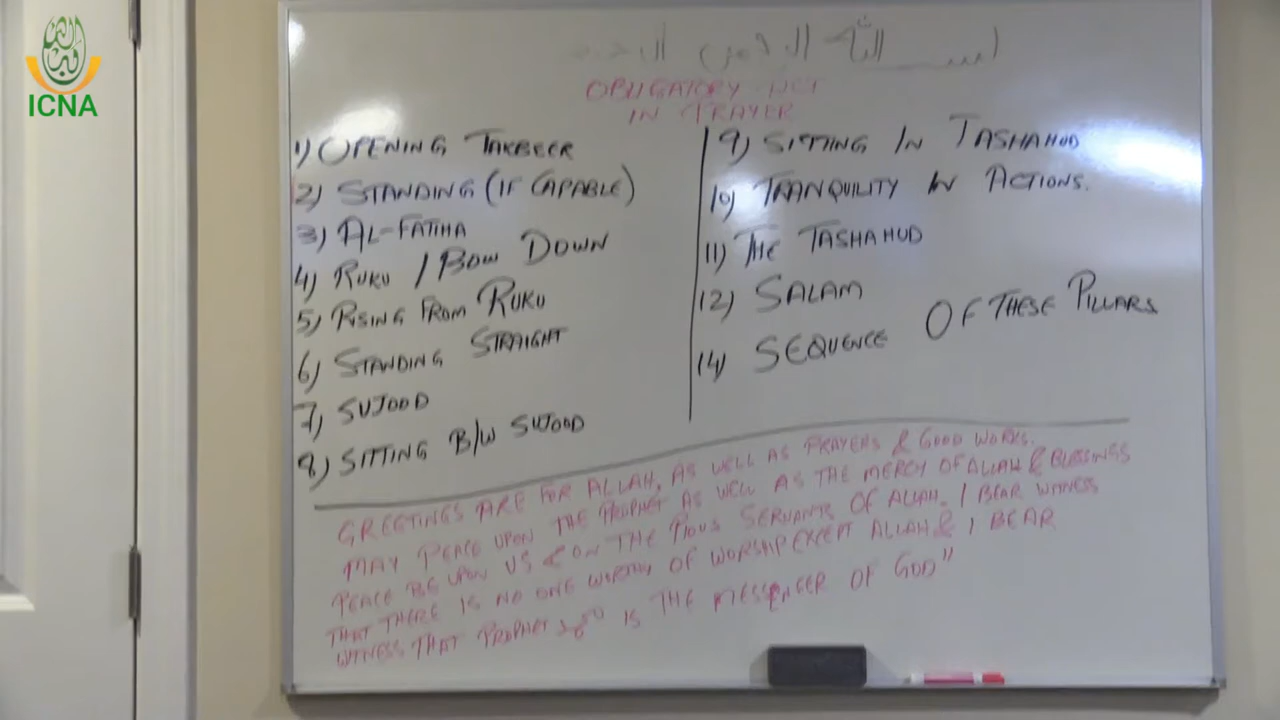 ICNA
الله
OBLIGATORY ACT
IN PRAYER
1) OPENING TAKBEER
2) STANDING (IF CAPABLE)
3) AL-FATIHA
4) RUKU / BOW DOWN
5) RISING FROM RUKU
6) STANDING STRAIGHT
7) SUJOOD
8) SITTING B/W SUJOOD
9) SITTING IN TASHAHUD
10) TRANQUILITY IN ACTIONS.
11) THE TASHAHUD
12) SALAM
14) SEQUENCE OF THESE PILLARS
GREETINGS ARE FOR ALLAH, AS WELL AS PRAYERS & GOOD WORKS.
MAY PEACE UPON THE PROPHET AS WELL AS THE MERCY OF ALLAH & BLESSINGS
PEACE BE UPON US & ON THE PIOUS SERVANTS OF ALLAH. I BEAR WITNESS
THAT THERE IS NO ONE WORTHY OF WORSHIP EXCEPT ALLAH & I BEAR
WITNESS THAT PROPHET IS THE MESSENGER OF GOD"